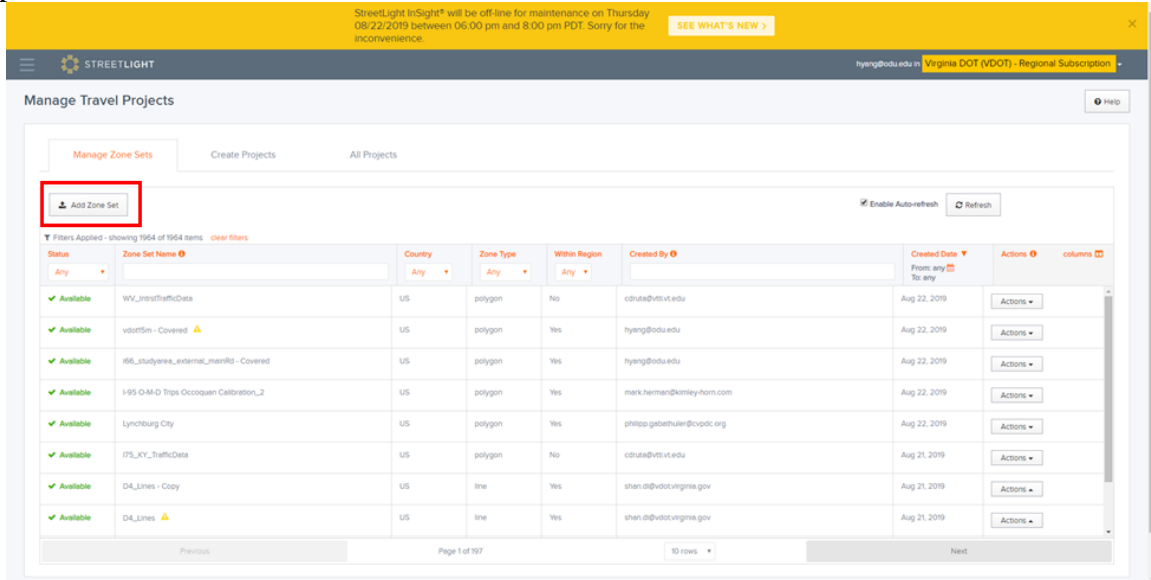 StreetLight InSight® will be off-line for maintenance on Thursday
08/22/2019 between 06:00 pm and 8:00 pm PDT. Sorry for the
inconvenience.
SEE WHAT'S NEW >
×
STREETLIGHT
hyang@odu.edu in Virginia DOT (VDOT) - Regional Subscription
Manage Travel Projects
Help
Manage Zone Sets Create Projects All Projects
Add Zone Set
Enable Auto-refresh Refresh
Filters Applied - showing 1964 of 1964 items clear filters
Status Zone Set Name Country Zone Type Within Region Created By Created Date Actions columns
Any Any Any Any From: any
To: any
Available WV_IntrstTrafficData US polygon No cdruta@vtti.vt.edu Aug 22, 2019 Actions
Available vdot15m - Covered US polygon Yes hyang@odu.edu Aug 22, 2019 Actions
Available i66_studyarea_external_mainRd - Covered US polygon Yes hyang@odu.edu Aug 22, 2019 Actions
Available I-95 O-M-D Trips Occoquan Calibration_2 US polygon Yes mark.herman@kimley-horn.com Aug 22, 2019 Actions
Available Lynchburg City US polygon Yes philipp.gabathuler@cvpdc.org Aug 22, 2019 Actions
Available I75_KY_TrafficData US polygon No cdruta@vtti.vt.edu Aug 21, 2019 Actions
Available D4_Lines - Copy US line Yes shan.di@vdot.virginia.gov Aug 21, 2019 Actions
Available D4_Lines US line Yes shan.di@vdot.virginia.gov Aug 21, 2019 Actions
Previous Page 1 of 197 10 rows Next